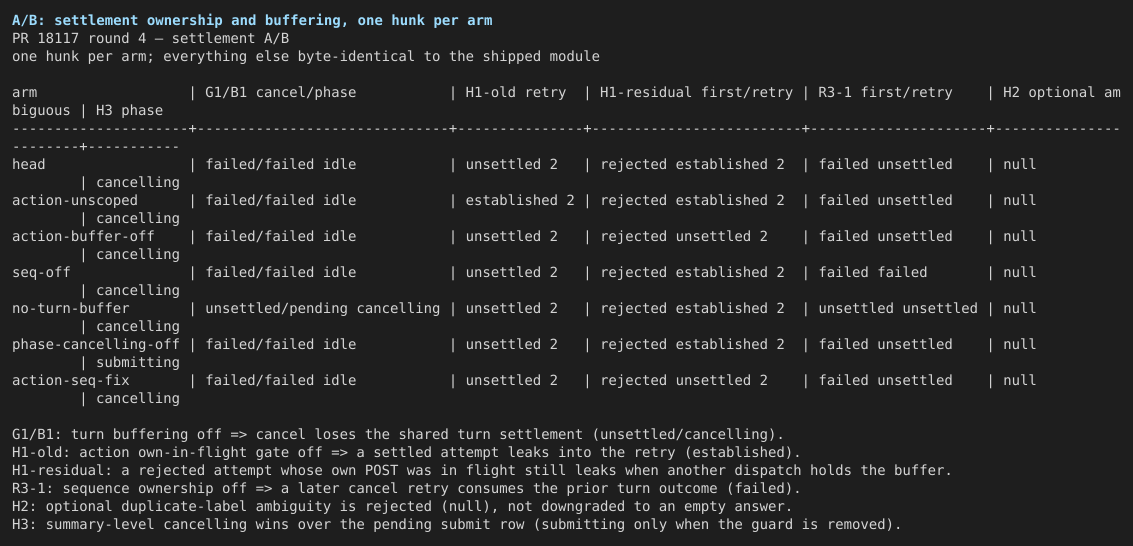 A/B: settlement ownership and buffering, one hunk per arm
PR 18117 round 4 — settlement A/B
one hunk per arm; everything else byte-identical to the shipped module
arm                   | G1/B1 cancel/phase           | H1-old retry  | H1-residual first/retry | R3-1 first/retry    | H2 optional am
biguous | H3 phase
----------------------+------------------------------+---------------+-------------------------+---------------------+---------------
--------+-----------
head                  | failed/failed idle           | unsettled 2   | rejected established 2  | failed unsettled    | null
        | cancelling
action-unscoped       | failed/failed idle           | established 2 | rejected established 2  | failed unsettled    | null
        | cancelling
action-buffer-off     | failed/failed idle           | unsettled 2   | rejected unsettled 2    | failed unsettled    | null
        | cancelling
seq-off               | failed/failed idle           | unsettled 2   | rejected established 2  | failed failed       | null
        | cancelling
no-turn-buffer        | unsettled/pending cancelling | unsettled 2   | rejected established 2  | unsettled unsettled | null
        | cancelling
phase-cancelling-off | failed/failed idle           | unsettled 2   | rejected established 2  | failed unsettled    | null
        | submitting
action-seq-fix        | failed/failed idle           | unsettled 2   | rejected unsettled 2    | failed unsettled    | null
        | cancelling
G1/B1: turn buffering off => cancel loses the shared turn settlement (unsettled/cancelling).
H1-old: action own-in-flight gate off => a settled attempt leaks into the retry (established).
H1-residual: a rejected attempt whose own POST was in flight still leaks when another dispatch holds the buffer.
R3-1: sequence ownership off => a later cancel retry consumes the prior turn outcome (failed).
H2: optional duplicate-label ambiguity is rejected (null), not downgraded to an empty answer.
H3: summary-level cancelling wins over the pending submit row (submitting only when the guard is removed).